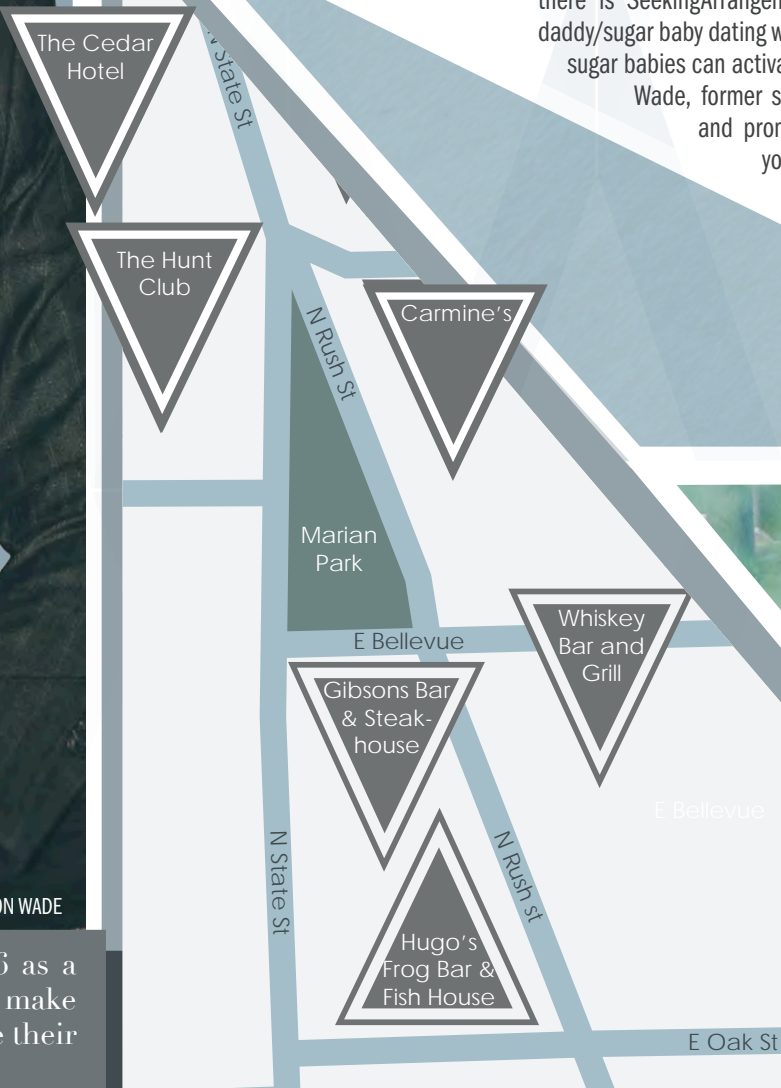 there is SeekingArrangem
daddy/sugar baby dating w
sugar babies can activa
Wade, former s
and pror
yo
The Cedar
Hotel
N State St
The Hunt
Club
Carmine's
N Rush St
Marian
Park
Whiskey
Bar and
Grill
E Bellevue
Gibsons Bar
& Steak-
house
E Bellevue
N State St
N Rush st
ON WADE
Hugo's
Frog Bar &
Fish House
6 as a
make
e their
E Oak St